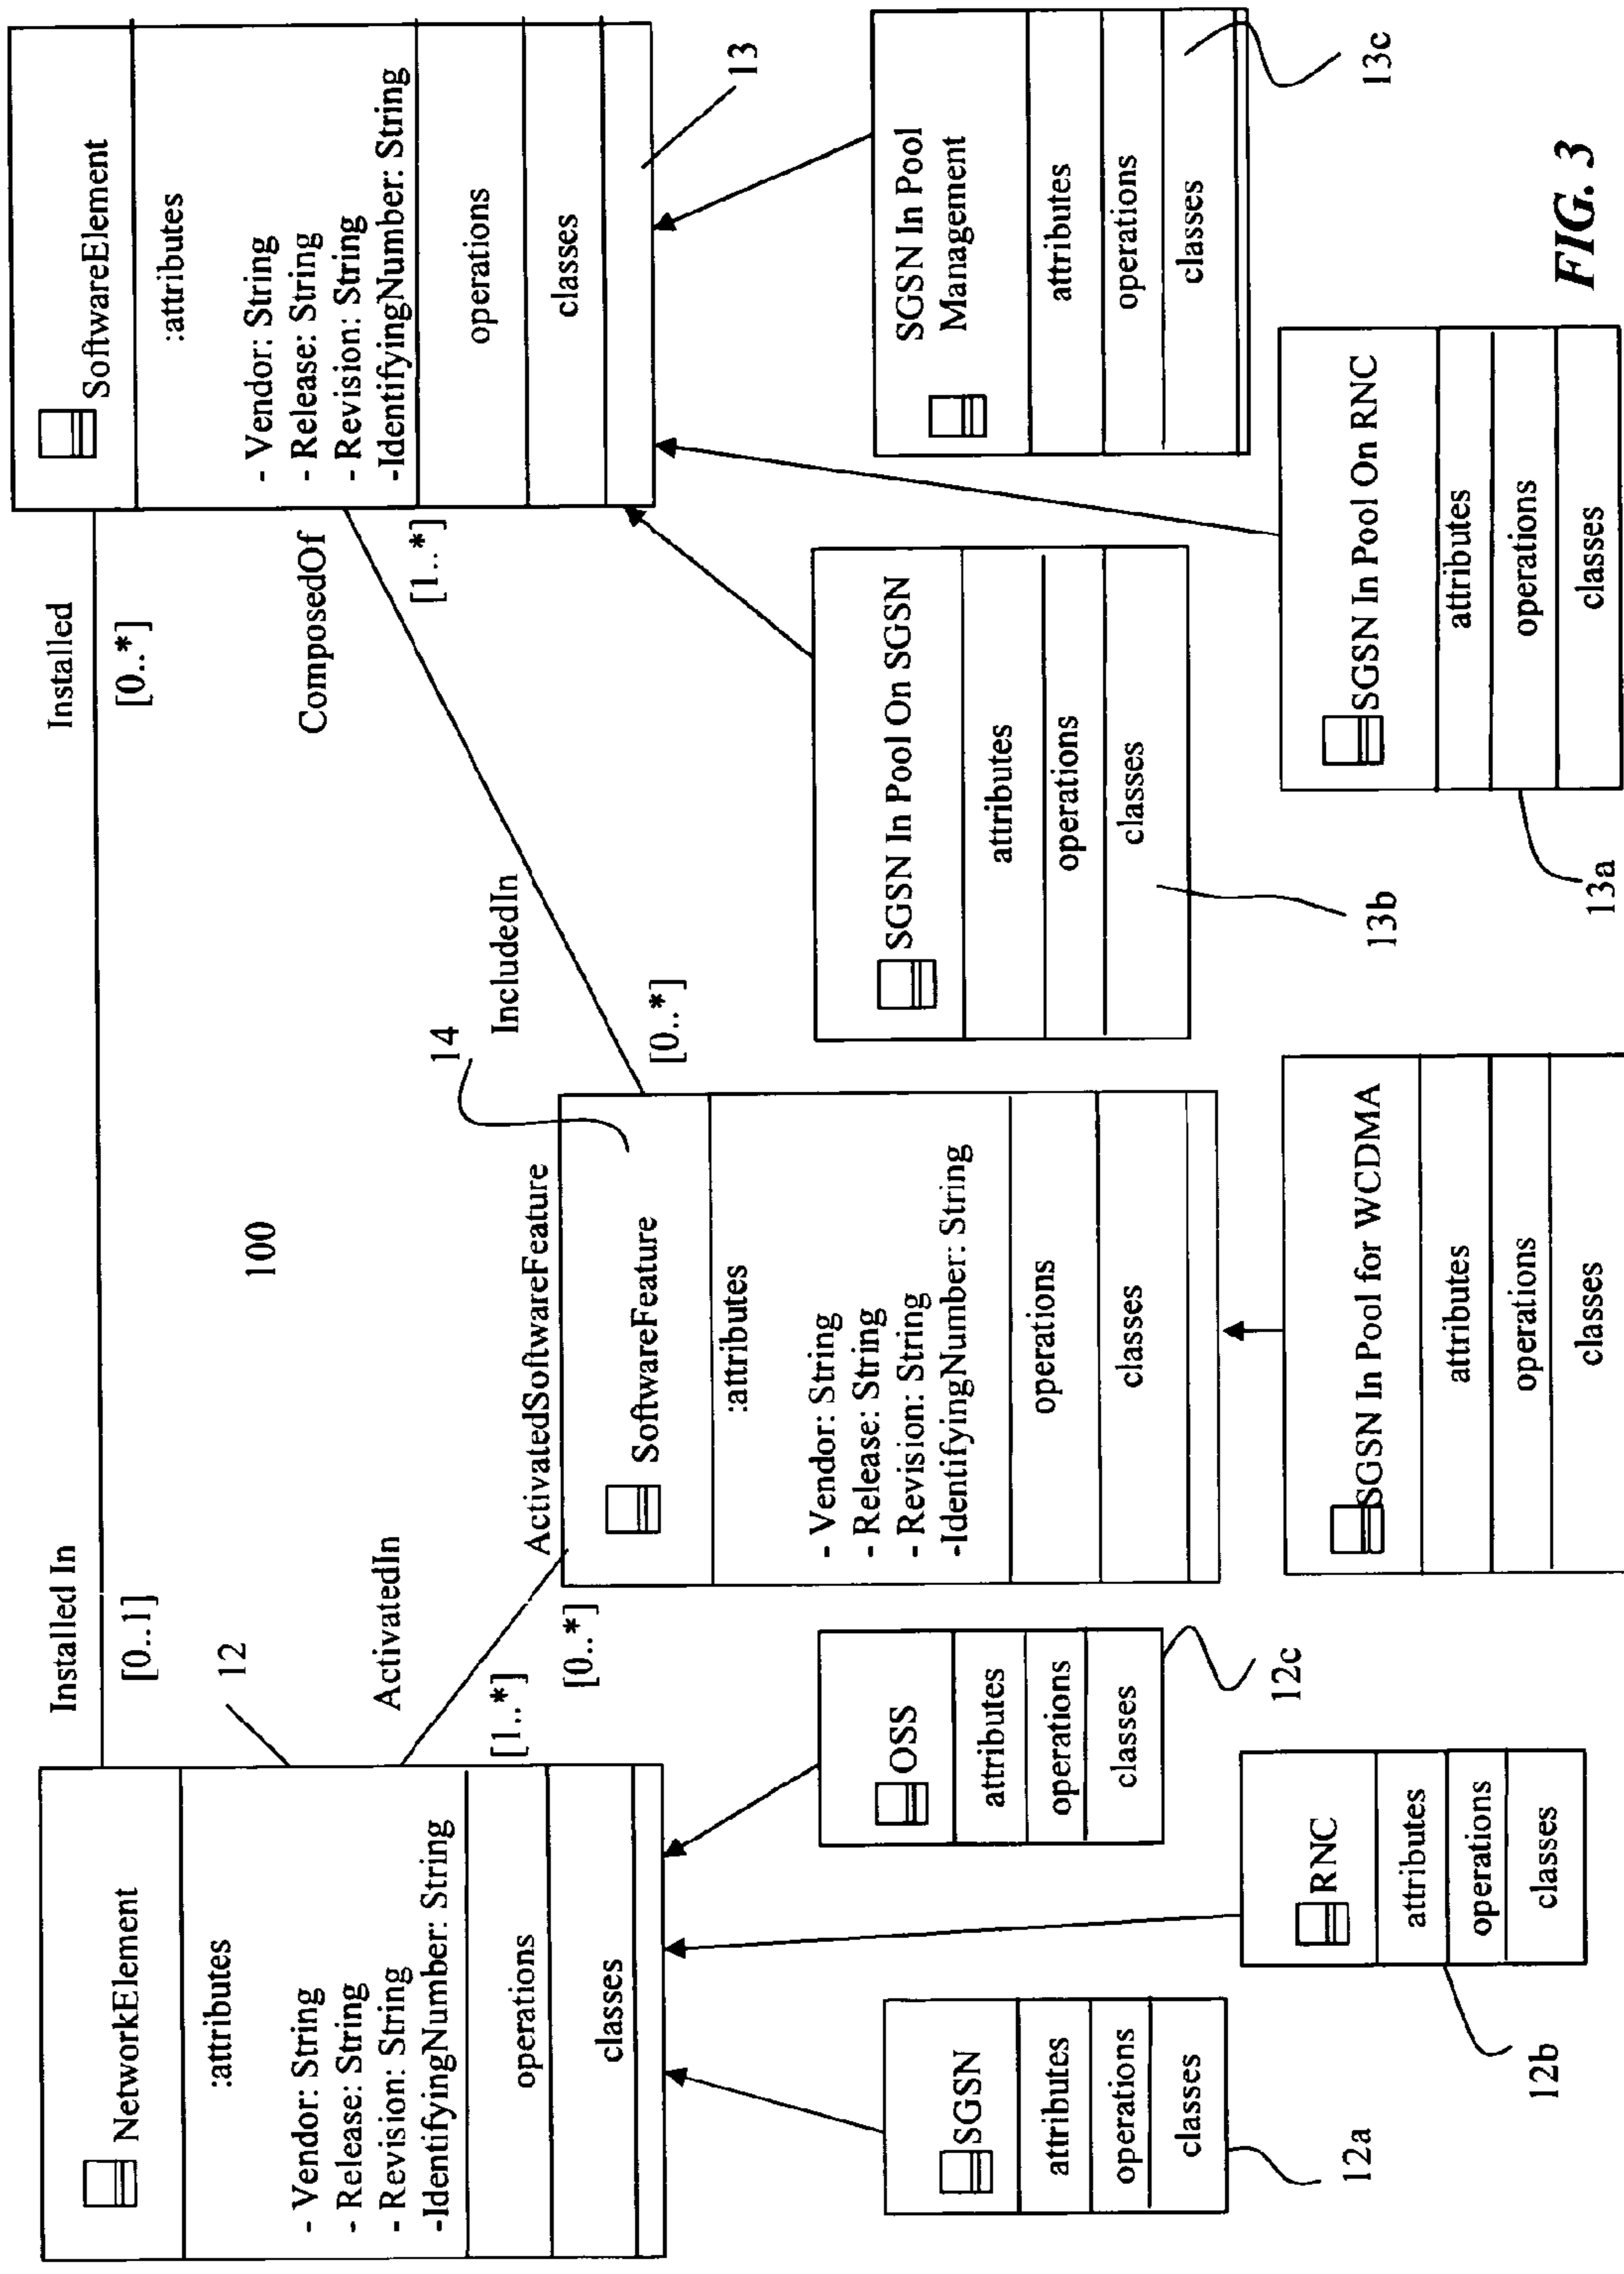 Installed In
[0..1]
Installed
[0..*]
12
ActivatedIn
[1..*]
100
ActivatedSoftwareFeature
[0..*]
14
IncludedIn
[0..*]
ComposedOf
[1..*]
NetworkElement
:attributes
- Vendor: String
- Release: String
- Revision: String
-IdentifyingNumber: String
operations
classes
SoftwareFeature
:attributes
- Vendor: String
- Release: String
- Revision: String
-IdentifyingNumber: String
operations
classes
SoftwareElement
:attributes
- Vendor: String
- Release: String
- Revision: String
-IdentifyingNumber: String
operations
classes
13
SGSN
attributes
operations
classes
12a
RNC
attributes
operations
classes
12b
OSS
attributes
operations
classes
12c
SGSN In Pool for WCDMA
attributes
operations
classes
SGSN In Pool On SGSN
attributes
operations
classes
13b
SGSN In Pool On RNC
attributes
operations
classes
13a
SGSN In Pool
Management
attributes
operations
classes
13c
FIG. 3